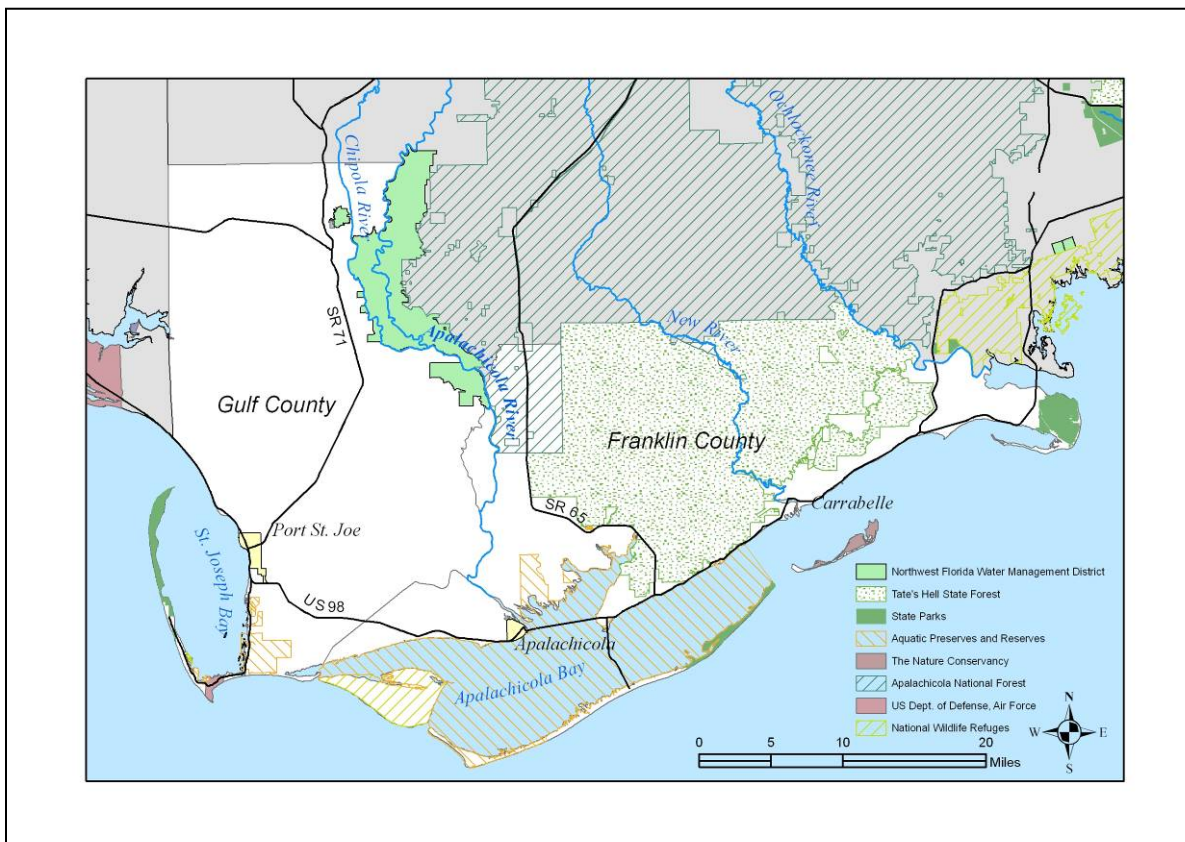 Chipola River
Ochlockonee River
SR 71
Apalachicola River
New River
Gulf County
Franklin County
SR 65
Carrabelle
Port St. Joe
St. Joseph Bay
US 98
Apalachicola
Apalachicola Bay
Northwest Florida Water Management District
Tate's Hell State Forest
State Parks
Aquatic Preserves and Reserves
The Nature Conservancy
Apalachicola National Forest
US Dept. of Defense, Air Force
National Wildlife Refuges
N
W E
S
0 5 10 20
Miles